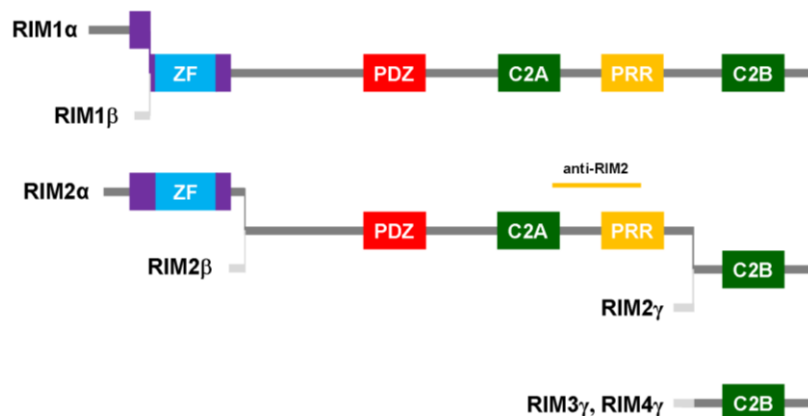 RIM1α
ZF PDZ C2A PRR C2B
RIM1β
anti-RIM2
RIM2α ZF
PDZ C2A PRR
RIM2β C2B
RIM2γ
RIM3γ, RIM4γ C2B